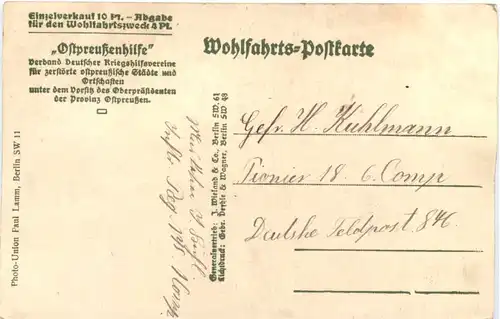 Einzelverkauf 10 Pf. - Abgabe
für den Wohlfahrtszweck 4 Pf.
„Ostpreußenhilfe"
Verband Deutscher Kriegshilfsvereine
für zerstörte ostpreußische Städte und
Ortschaften
unter dem Vorsitz des Oberpräsidenten
der Provinz Ostpreußen.
Wohlfahrts-Postkarte
Gefr. H. Kuhlmann
Pionier 18 6. Comp
Deutsche Feldpost 846
Generalvertrieb: J. Wieland & Co. Berlin SW. 61
Lichtdruck: Gebr. Dethle & Wagner, Berlin SW 48
Photo-Union Paul Lamm, Berlin SW 11
Reg.